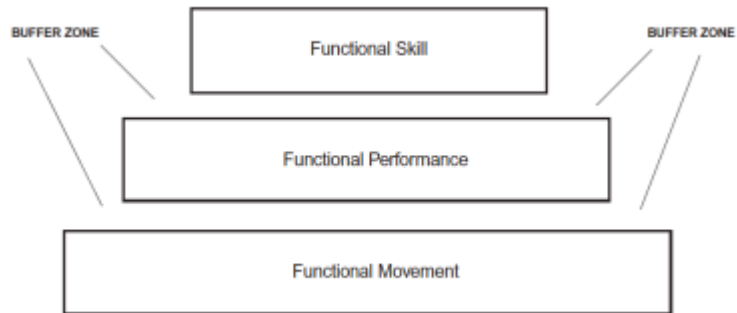 BUFFER ZONE
BUFFER ZONE
Functional Skill
Functional Performance
Functional Movement